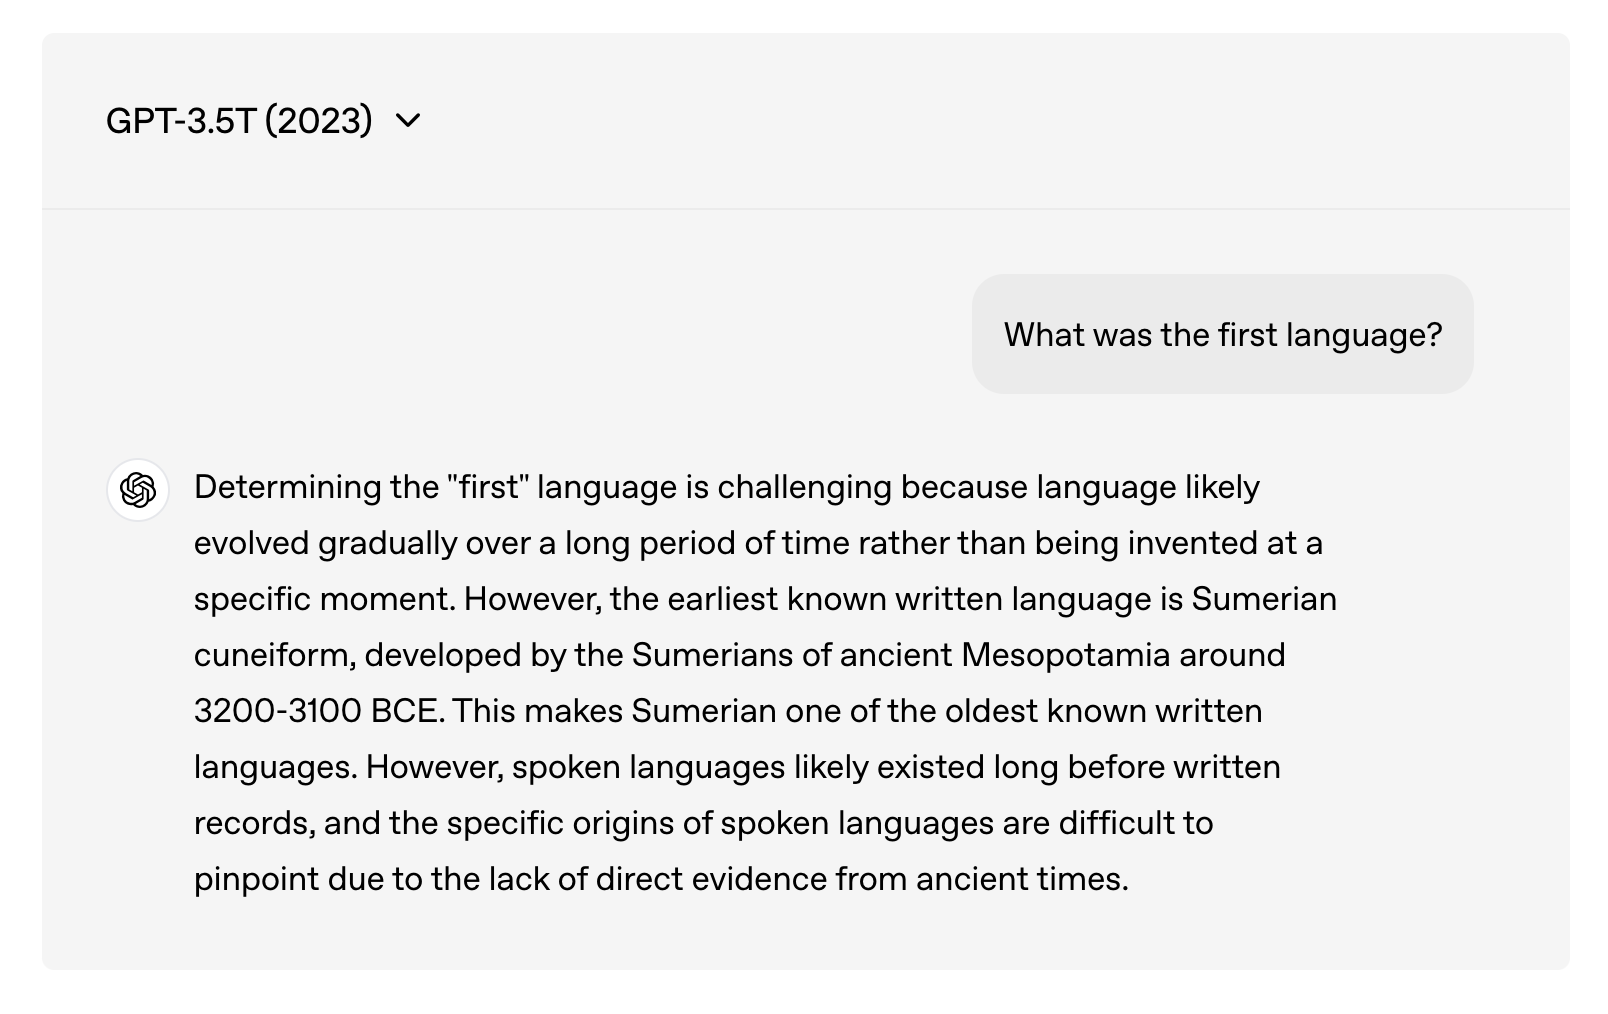 GPT-3.5T (2023)
What was the first language?
Determining the "first" language is challenging because language likely
evolved gradually over a long period of time rather than being invented at a
specific moment. However, the earliest known written language is Sumerian
cuneiform, developed by the Sumerians of ancient Mesopotamia around
3200-3100 BCE. This makes Sumerian one of the oldest known written
languages. However, spoken languages likely existed long before written
records, and the specific origins of spoken languages are difficult to
pinpoint due to the lack of direct evidence from ancient times.